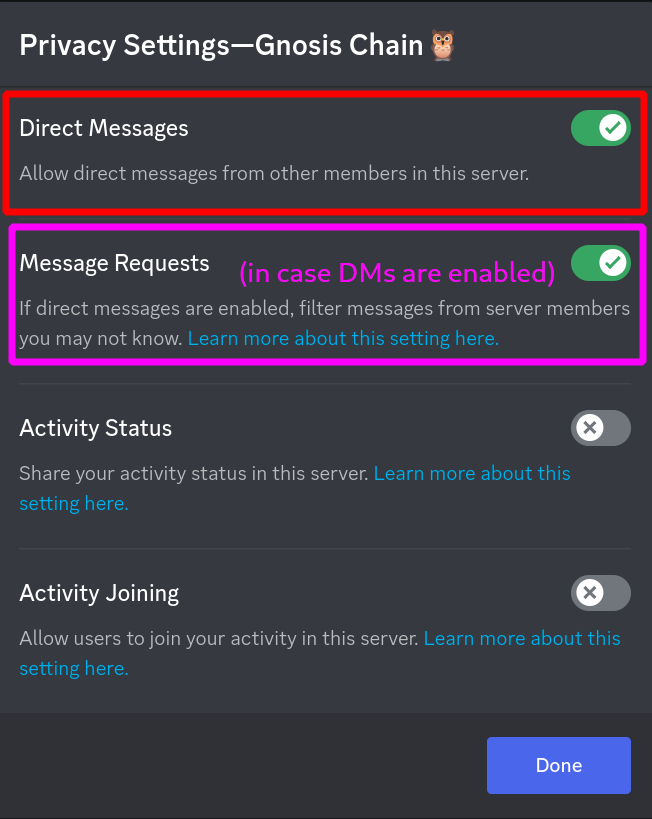 Privacy Settings—Gnosis Chain🦉
Direct Messages
Allow direct messages from other members in this server.
Message Requests (in case DMs are enabled)
If direct messages are enabled, filter messages from server members
you may not know. Learn more about this setting here.
Activity Status
Share your activity status in this server. Learn more about this
setting here.
Activity Joining
Allow users to join your activity in this server. Learn more about this
setting here.
Done